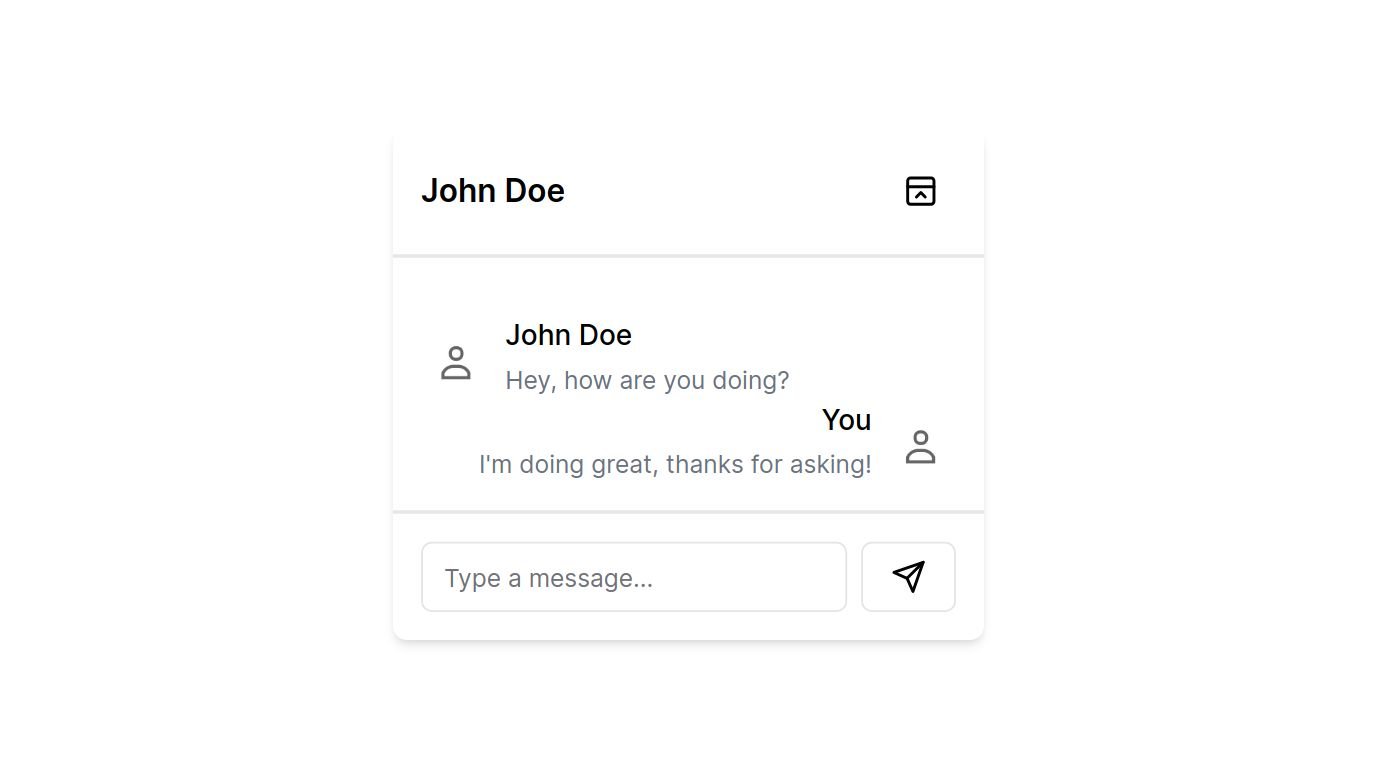 John Doe
John Doe
Hey, how are you doing?
You
I'm doing great, thanks for asking!
Type a message...